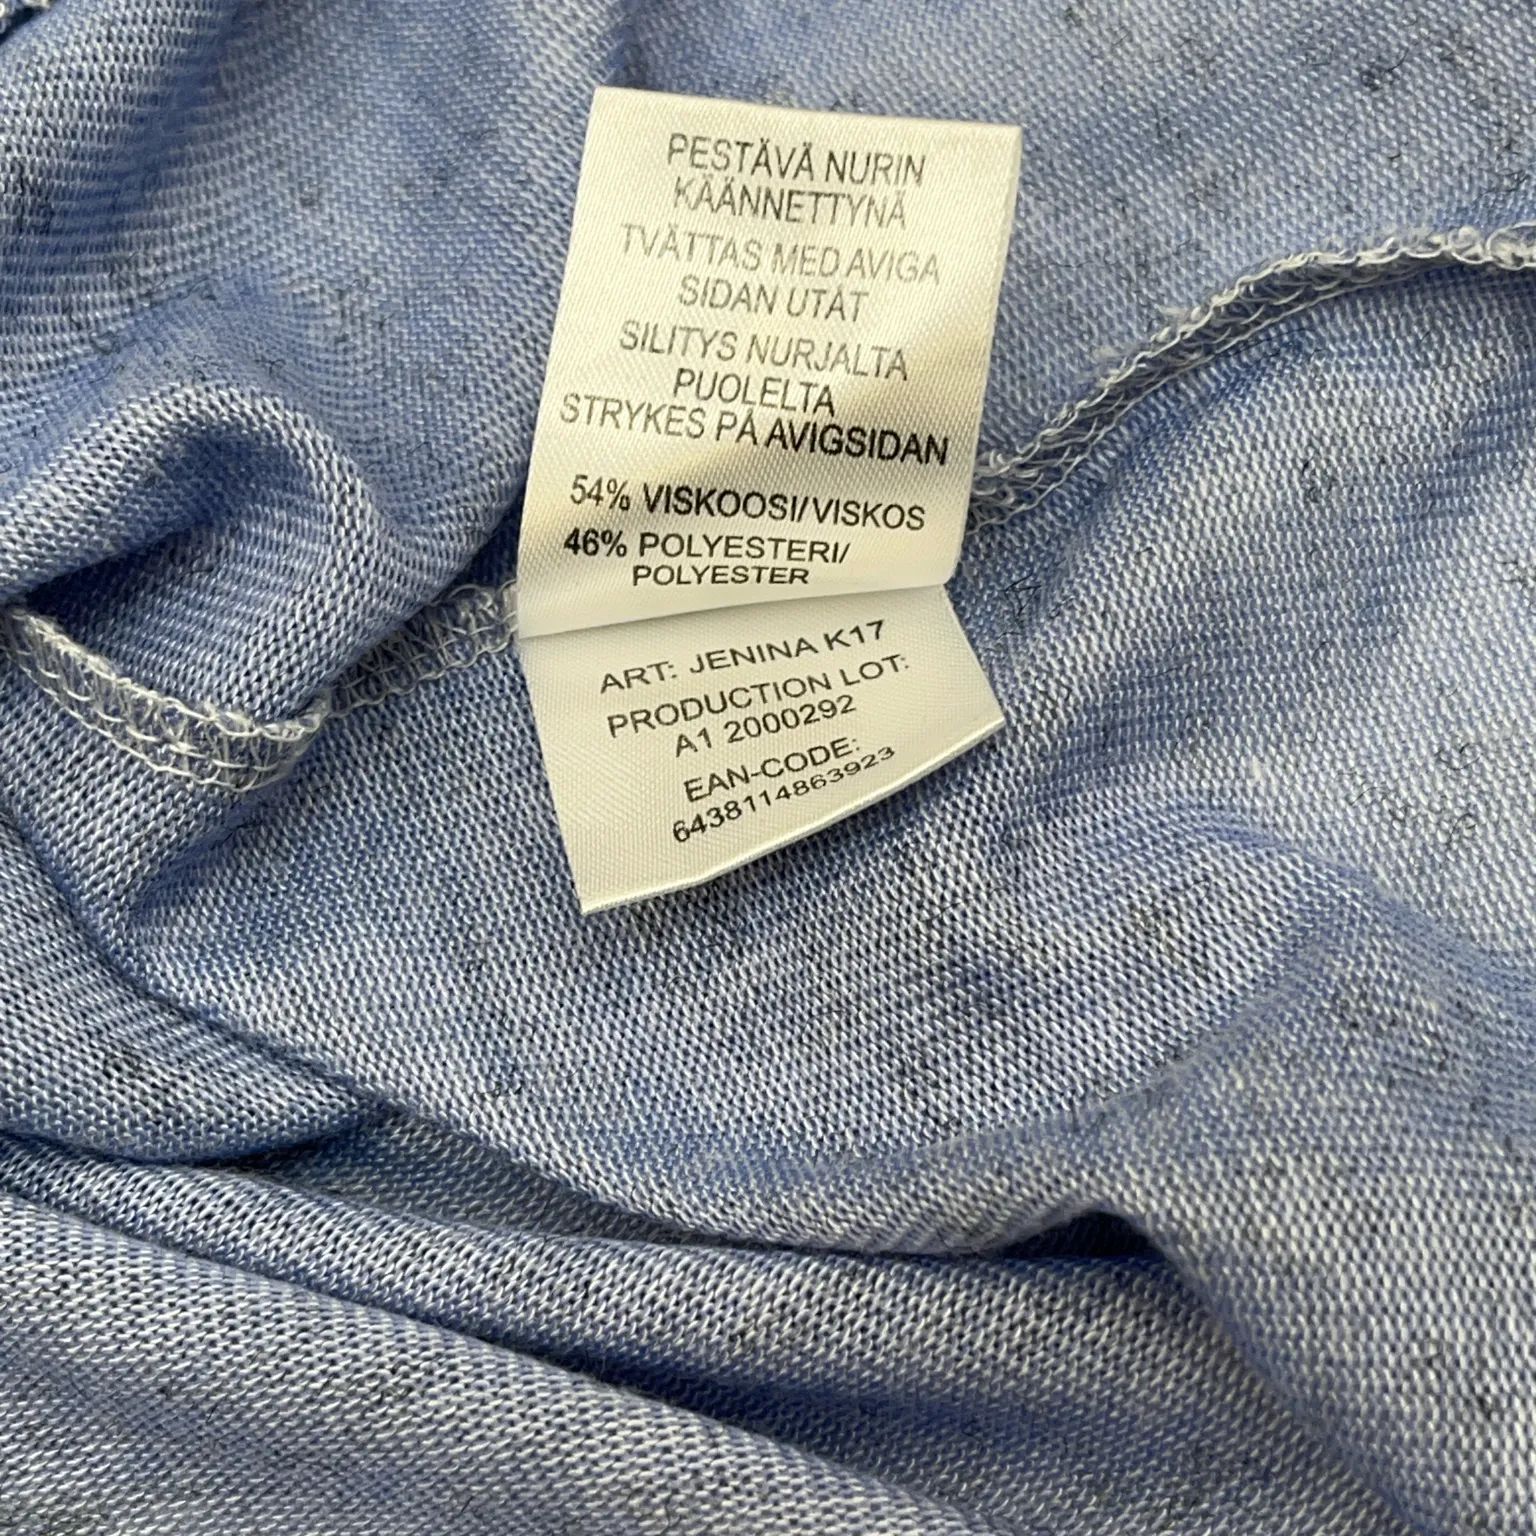 PESTÄVÄ NURIN
KÄÄNNETTYNÄ
TVÄTTAS MED AVIGA
SIDAN UTÅT
SILITYS NURJALTA
PUOLELTA
STRYKES PÅ AVIGSIDAN
54% VISKOOSI/VISKOS
46% POLYESTERI/
POLYESTER
ART: JENINA K17
PRODUCTION LOT:
A1 2000292
EAN-CODE:
6438114863923